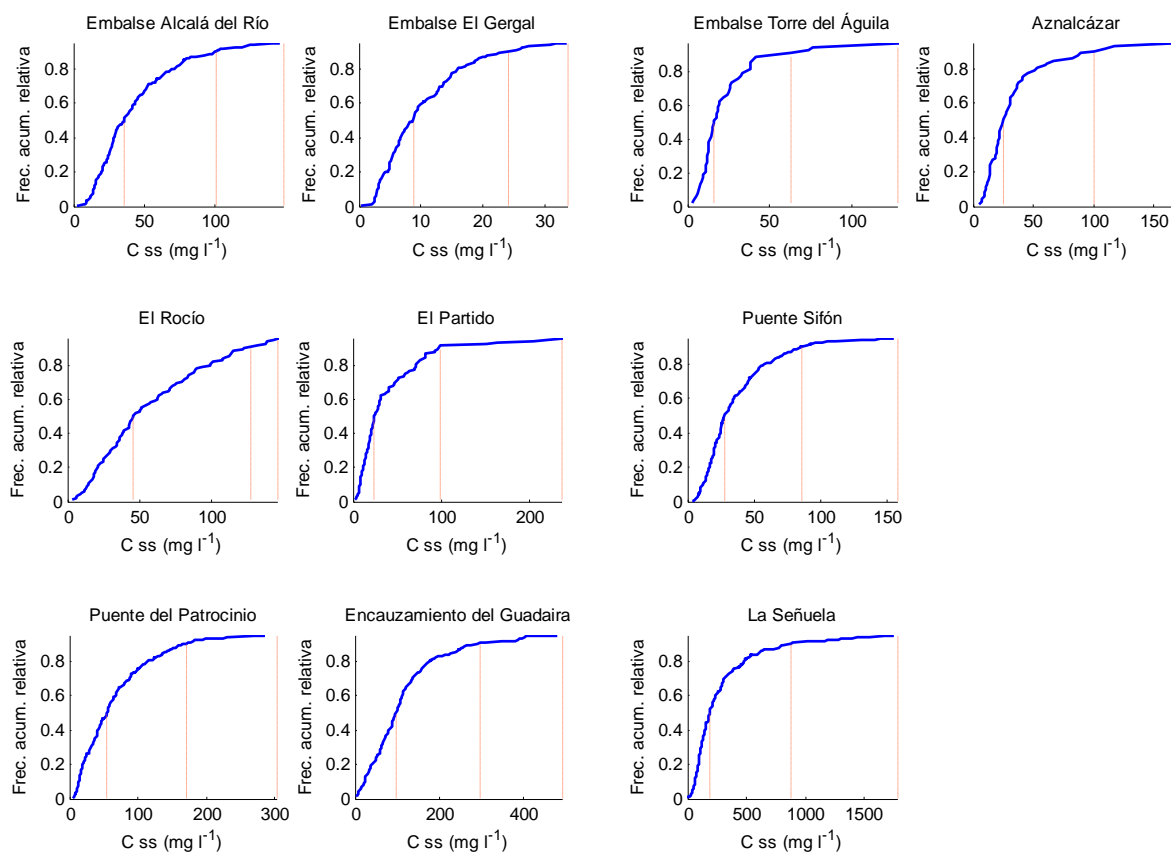 Embalse Alcalá del Río
Frec. acum. relativa
0.8
0.6
0.4
0.2
0
0 50 100
C ss (mg l-1)
Embalse El Gergal
Frec. acum. relativa
0.8
0.6
0.4
0.2
0
0 10 20 30
C ss (mg l-1)
Embalse Torre del Águila
Frec. acum. relativa
0.8
0.6
0.4
0.2
0
0 50 100
C ss (mg l-1)
Aznalcázar
Frec. acum. relativa
0.8
0.6
0.4
0.2
0
0 50 100 150
C ss (mg l-1)
El Rocío
Frec. acum. relativa
0.8
0.6
0.4
0.2
0
0 50 100
C ss (mg l-1)
El Partido
Frec. acum. relativa
0.8
0.6
0.4
0.2
0
0 100 200
C ss (mg l-1)
Puente Sifón
Frec. acum. relativa
0.8
0.6
0.4
0.2
0
0 50 100 150
C ss (mg l-1)
Puente del Patrocinio
Frec. acum. relativa
0.8
0.6
0.4
0.2
0
0 100 200 300
C ss (mg l-1)
Encauzamiento del Guadaira
Frec. acum. relativa
0.8
0.6
0.4
0.2
0
0 200 400
C ss (mg l-1)
La Señuela
Frec. acum. relativa
0.8
0.6
0.4
0.2
0
0 500 1000 1500
C ss (mg l-1)